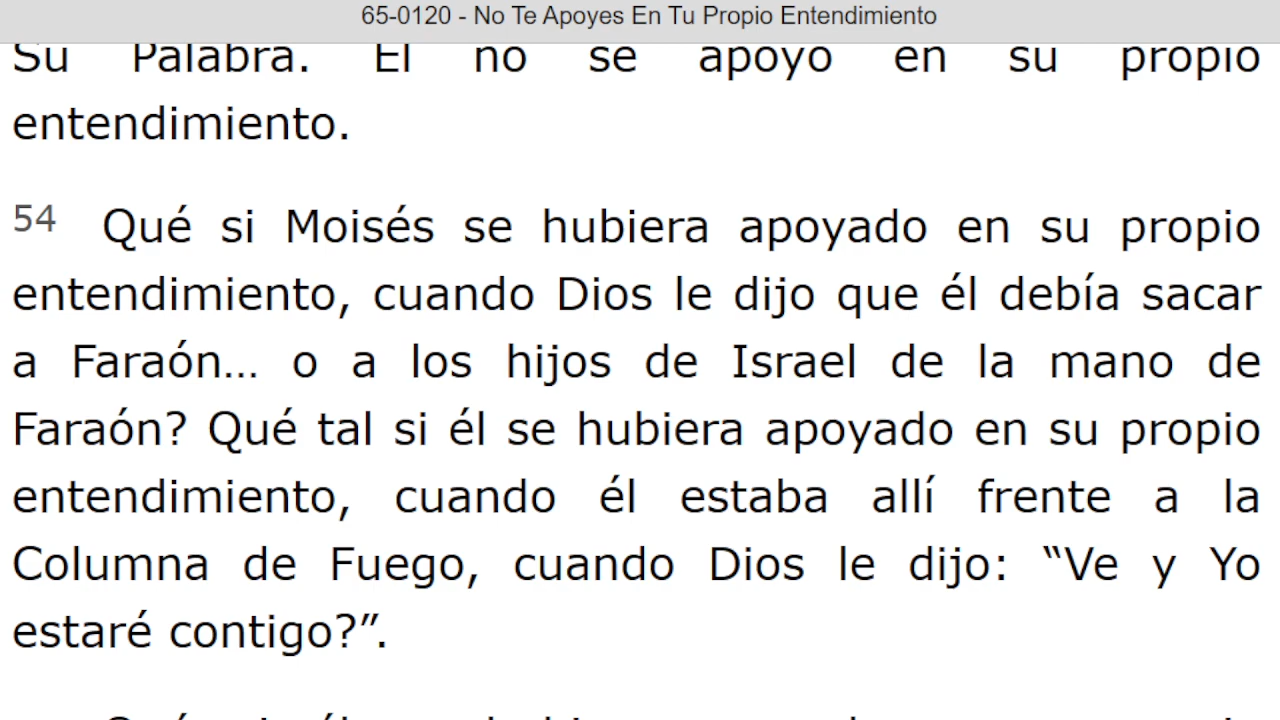 65-0120 - No Te Apoyes En Tu Propio Entendimiento
Su Palabra. Él no se apoyo en su propio
entendimiento.
54 Qué si Moisés se hubiera apoyado en su propio
entendimiento, cuando Dios le dijo que él debía sacar
a Faraón… o a los hijos de Israel de la mano de
Faraón? Qué tal si él se hubiera apoyado en su propio
entendimiento, cuando él estaba allí frente a la
Columna de Fuego, cuando Dios le dijo: “Ve y Yo
estaré contigo?”.